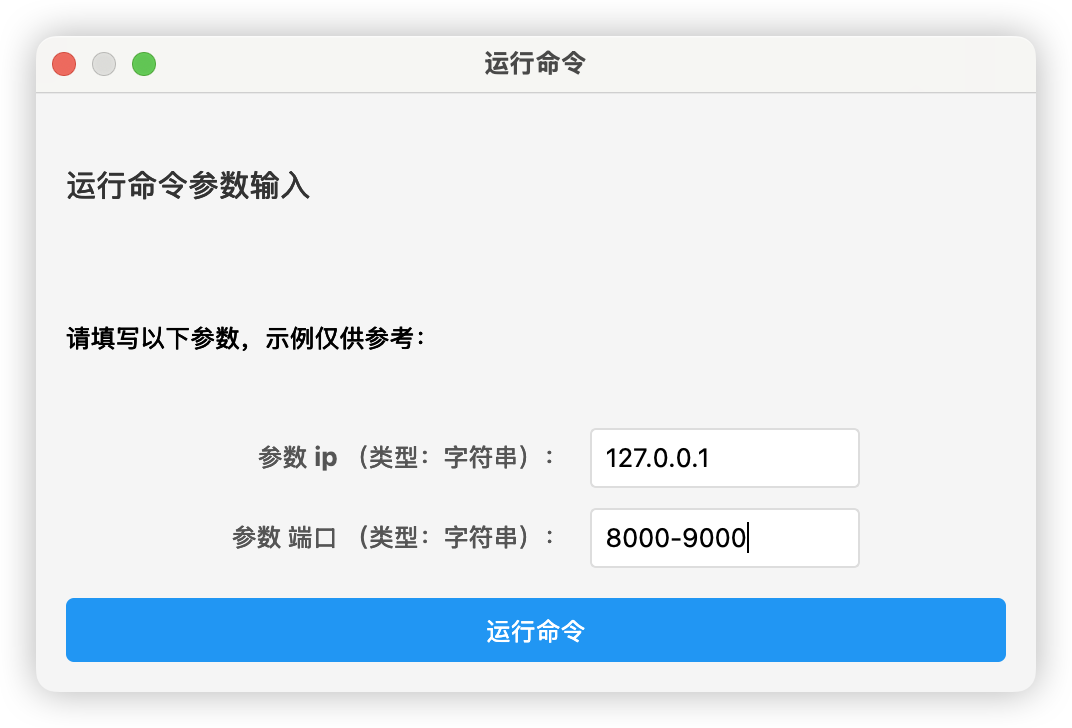 运行命令
运行命令参数输入
请填写以下参数，示例仅供参考：
参数 ip （类型：字符串）： 127.0.0.1
参数 端口 （类型：字符串）： 8000-9000
运行命令